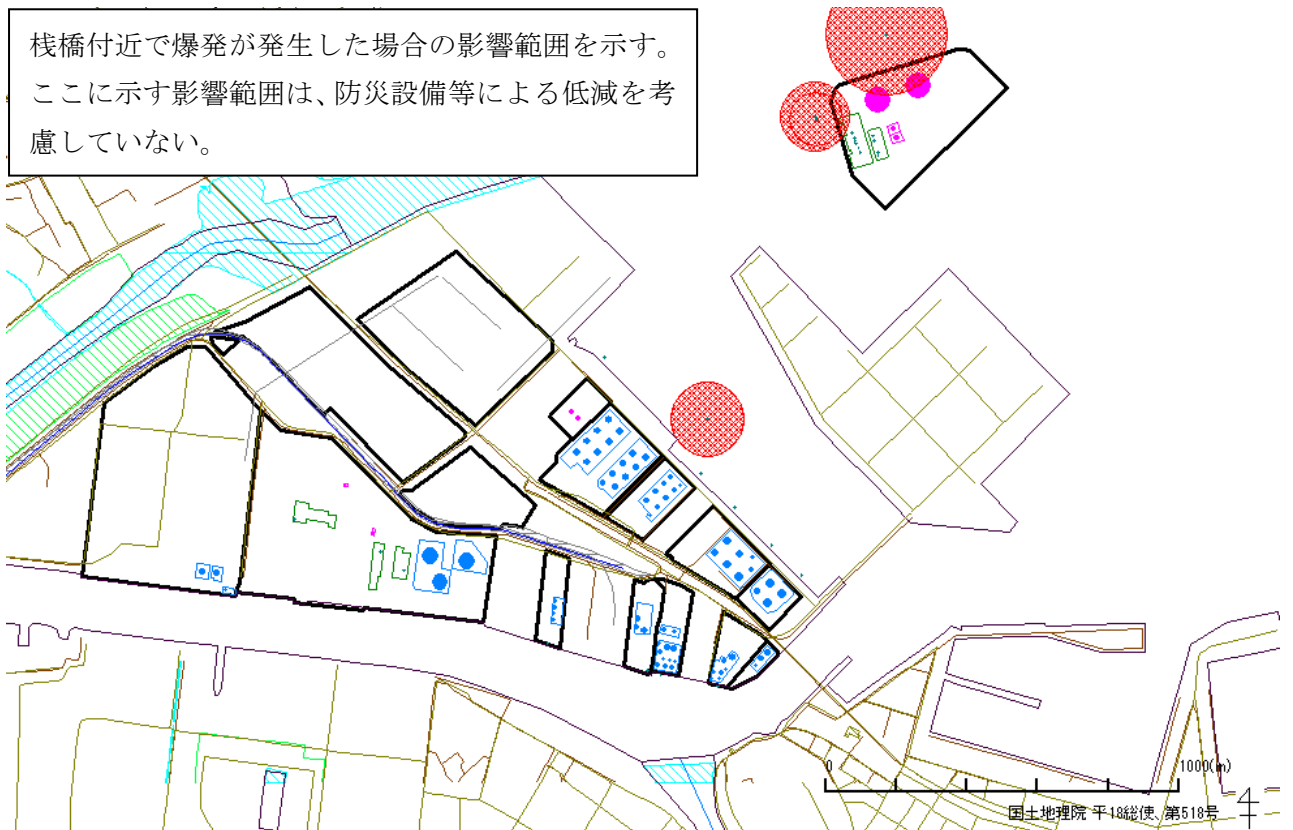 桟橋付近で爆発が発生した場合の影響範囲を示す。
ここに示す影響範囲は、防災設備等による低減を考
慮していない。
0 1000(m)
国土地理院 平18総使、第518号